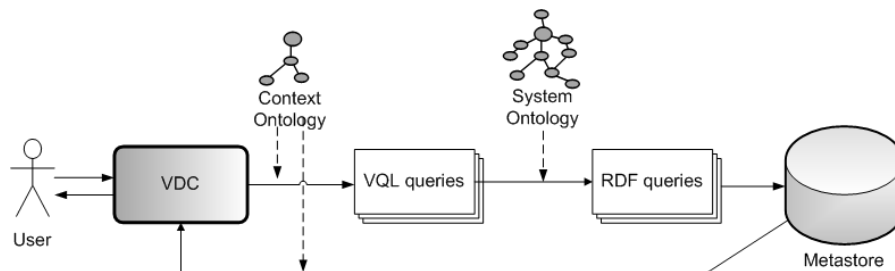 Context
Ontology
System
Ontology
VDC
VQL queries
RDF queries
User
Metastore